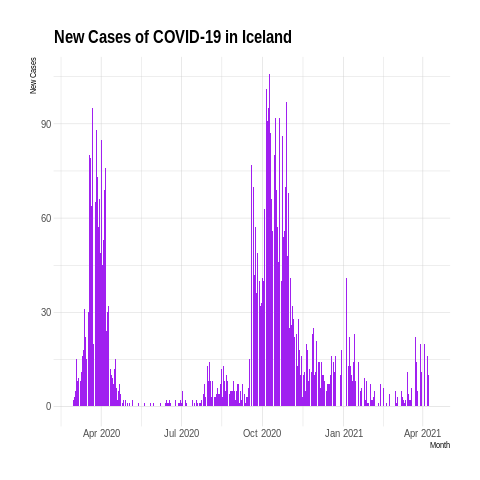 New Cases of COVID-19 in Iceland
New Cases
90
60
30
0
Apr 2020
Jul 2020
Oct 2020
Jan 2021
Apr 2021
Month